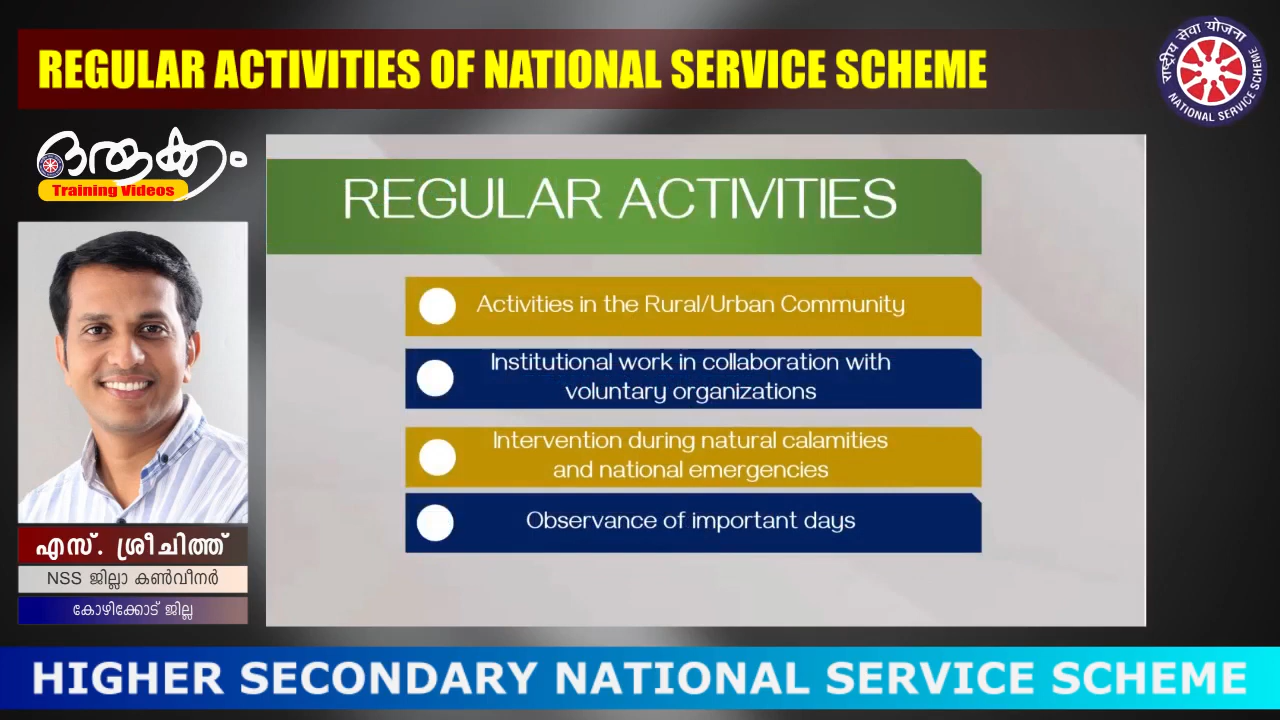 REGULAR ACTIVITIES OF NATIONAL SERVICE SCHEME
राष्ट्रीय सेवा योजना
NATIONAL SERVICE SCHEME
ഒരുക്കം
Training Videos
REGULAR ACTIVITIES
Activities in the Rural/Urban Community
Institutional work in collaboration with
voluntary organizations
Intervention during natural calamities
and national emergencies
Observance of important days
എസ്. ശ്രീചിത്ത്
NSS ജില്ലാ കൺവീനർ
കോഴിക്കോട് ജില്ല
HIGHER SECONDARY NATIONAL SERVICE SCHEME